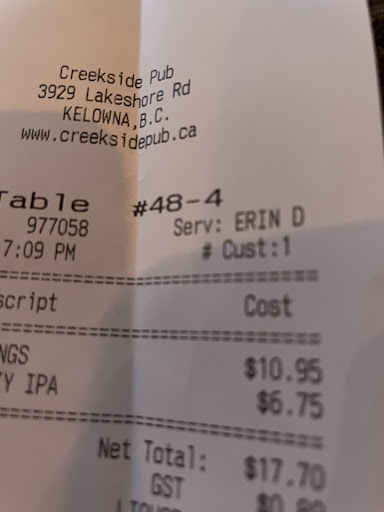 Creekside Pub
3929 Lakeshore Rd
KELOWNA, B.C.
www.creeksidepub.ca
Table #48-4
977058 Serv: ERIN D
7:09 PM # Cust:1
script Cost
NGS $10.95
Y IPA $6.75
Net Total: $17.70
GST